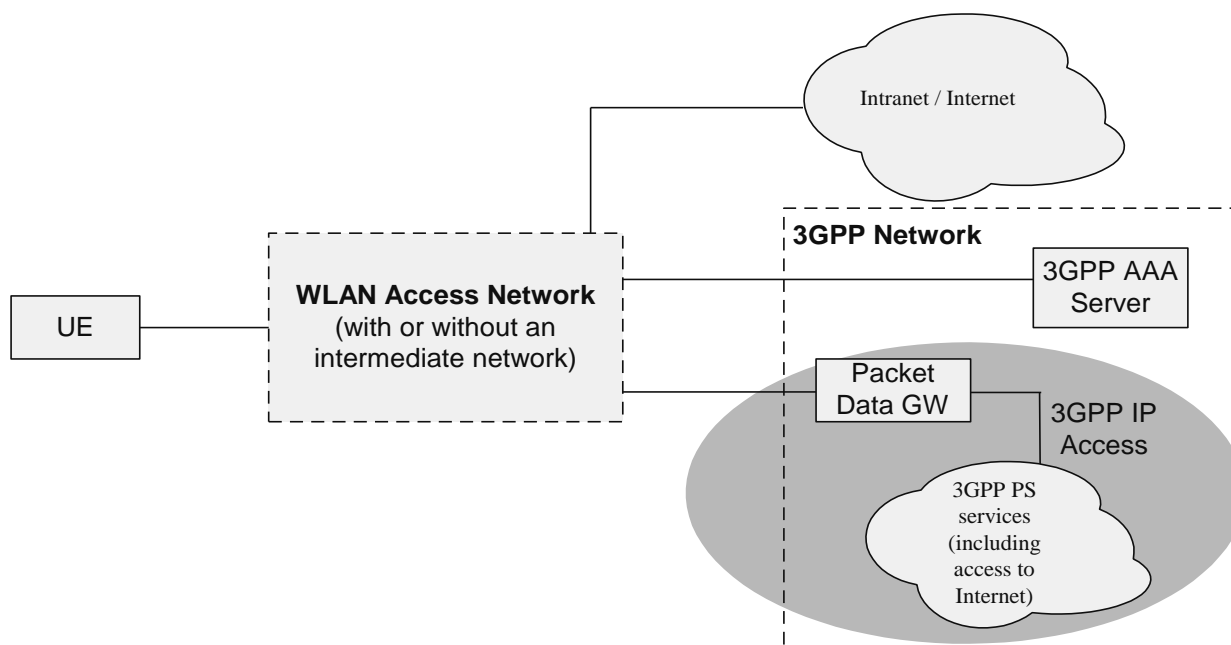 Intranet / Internet
3GPP Network
3GPP AAA
Server
WLAN Access Network
(with or without an
intermediate network)
UE
Packet
Data GW
3GPP IP
Access
3GPP PS
services
(including
access to
Internet)